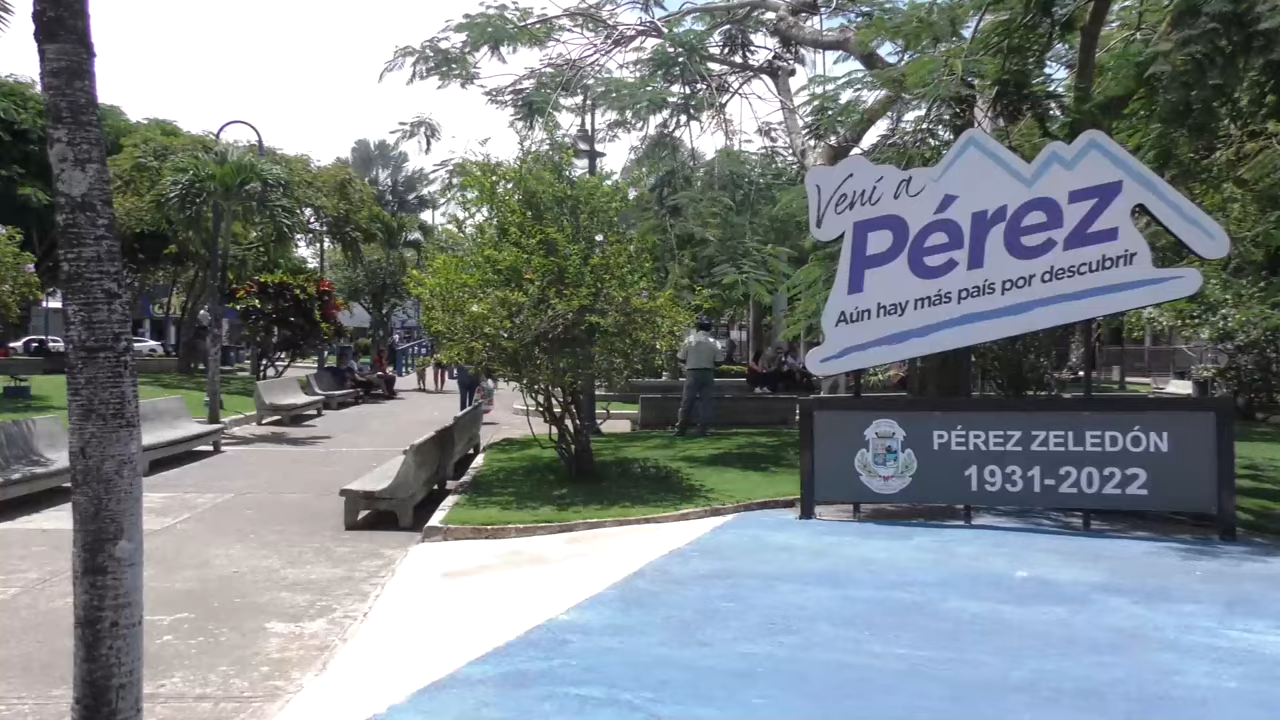 Vení a
Pérez
Aún hay más país por descubrir
PÉREZ ZELEDÓN
1931-2022